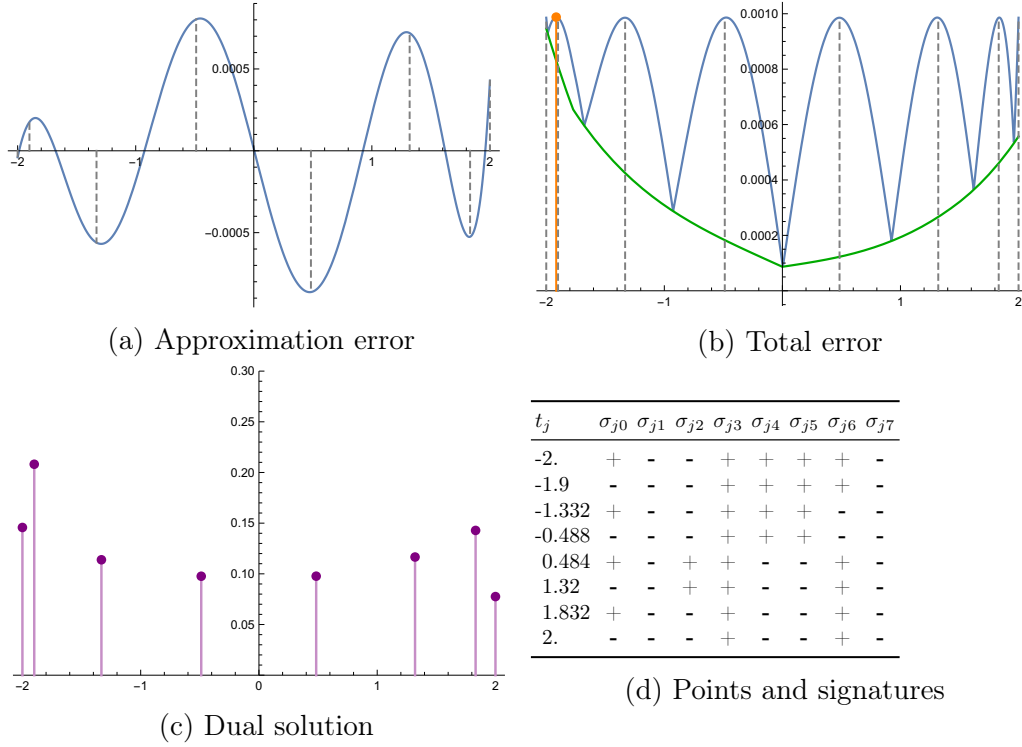 0.0005
-2
-1
1
2
-0.0005
(a) Approximation error
0.0010
0.0008
0.0006
0.0004
0.0002
-2
-1
0
1
2
(b) Total error
0.30
0.25
0.20
0.15
0.10
0.05
-2
-1
0
1
2
(c) Dual solution
t_j σ_j0 σ_j1 σ_j2 σ_j3 σ_j4 σ_j5 σ_j6 σ_j7
-2. + - - + + + + -
-1.9 - - - + + + + -
-1.332 + - - + + + - -
-0.488 - - - + + + - -
0.484 + - + + - - + -
1.32 - - + + - - + -
1.832 + - - + - - + -
2. - - - + - - + -
(d) Points and signatures